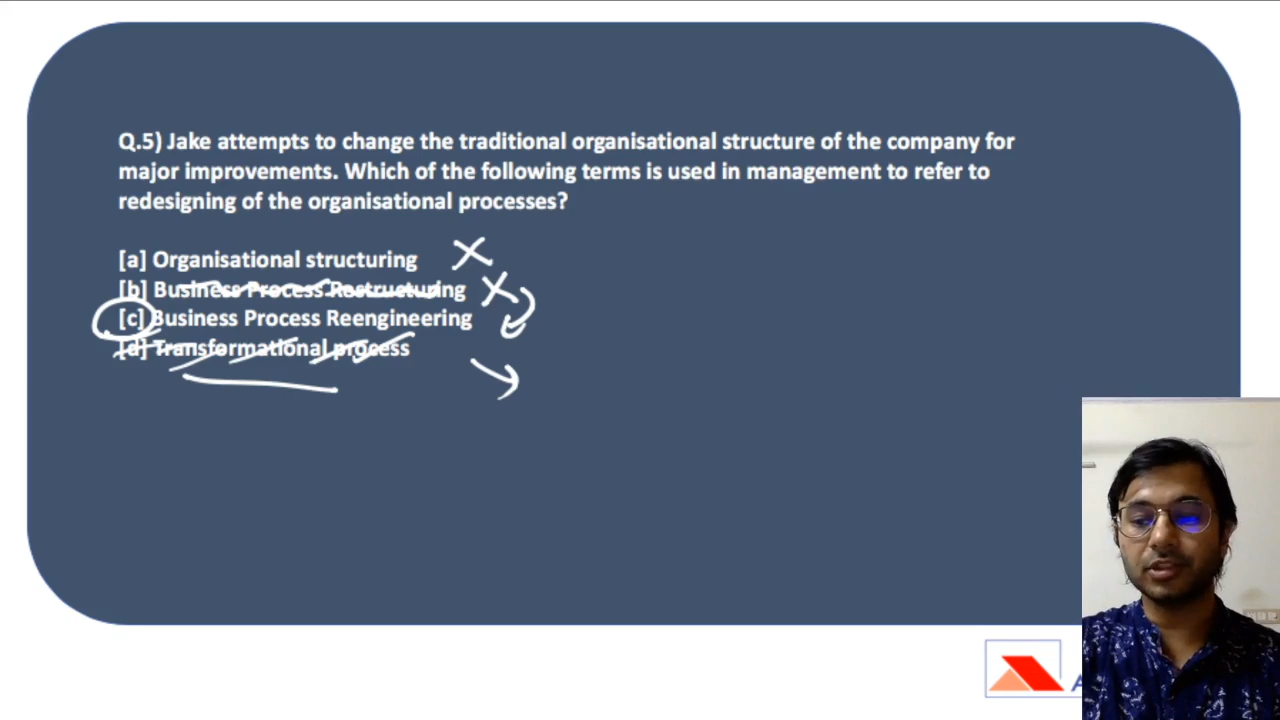 Q.5) Jake attempts to change the traditional organisational structure of the company for
major improvements. Which of the following terms is used in management to refer to
redesigning of the organisational processes?
[a] Organisational structuring
[b] Business Process Restructuring
[c] Business Process Reengineering
[d] Transformational process
A